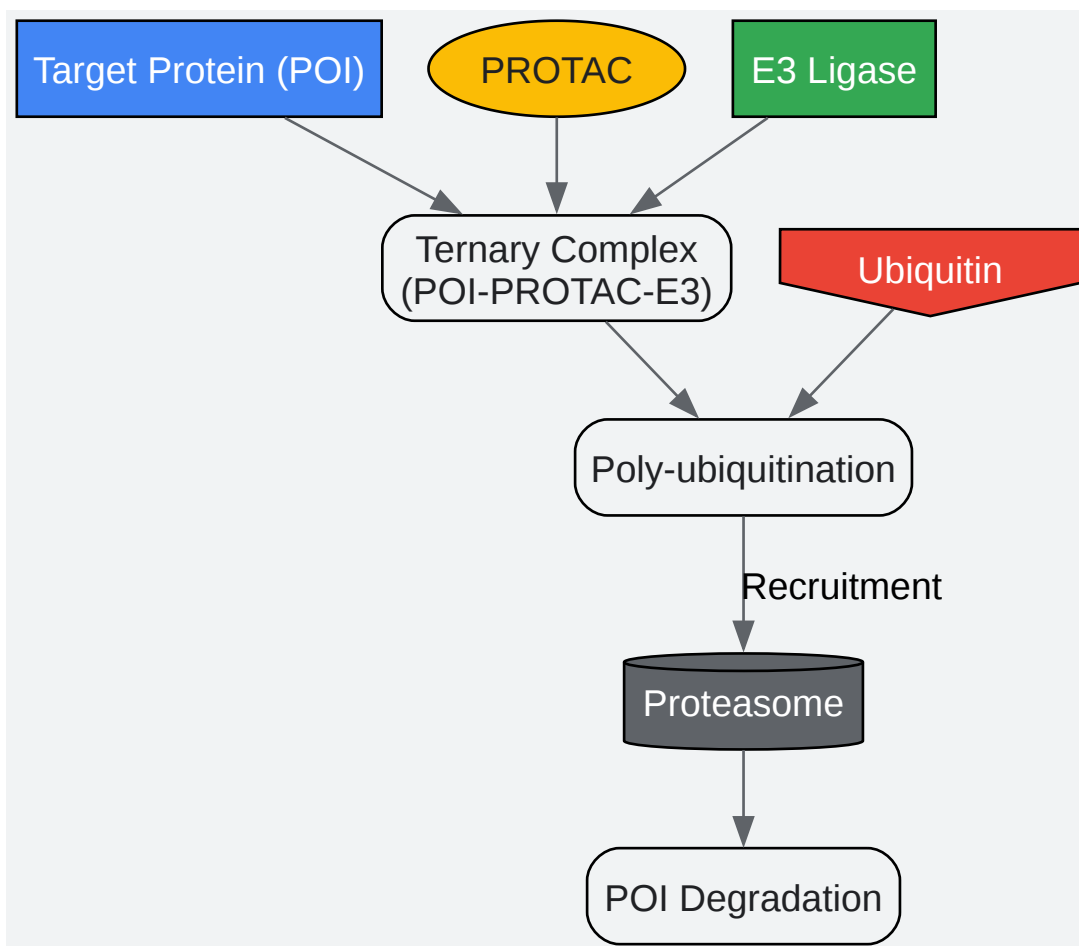 Target Protein (POI)
PROTAC
E3 Ligase
Ternary Complex
(POI-PROTAC-E3)
Ubiquitin
Poly-ubiquitination
Recruitment
Proteasome
POI Degradation